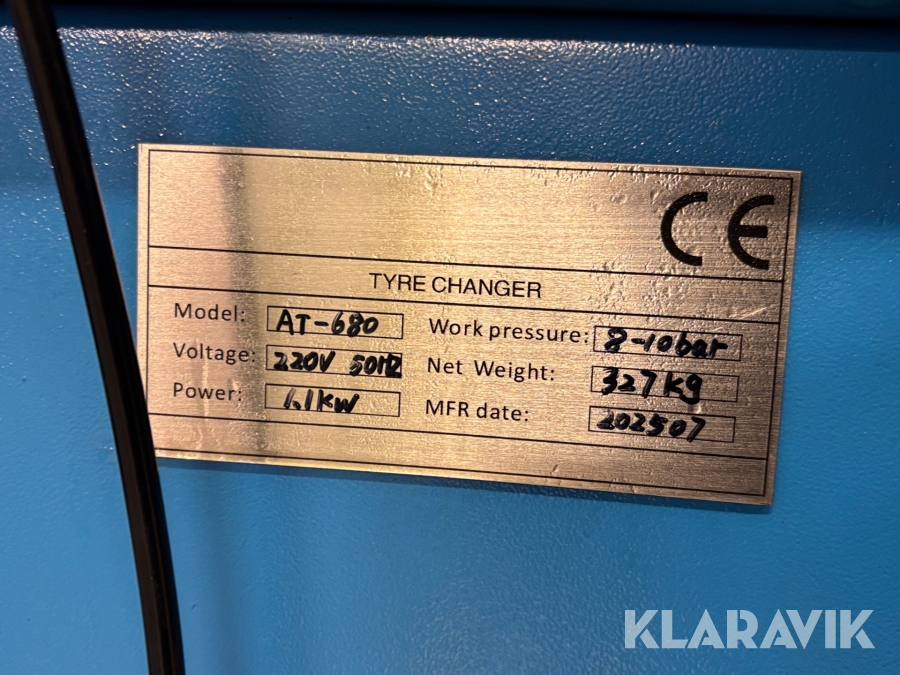 CE
TYRE CHANGER
Model: AT-680
Work pressure: 8-10bar
Voltage: 220V 50HZ
Net Weight: 327kg
Power: 1.1KW
MFR date: 202507
KLARAVIK